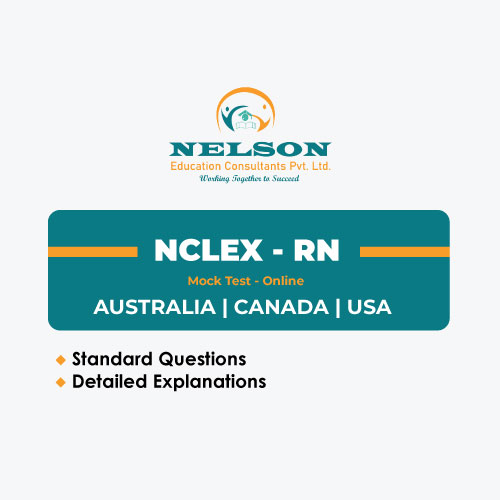 NELSON
Education Consultants Pvt. Ltd.
Working Together to Succeed
NCLEX - RN
Mock Test - Online
AUSTRALIA | CANADA | USA
Standard Questions
Detailed Explanations